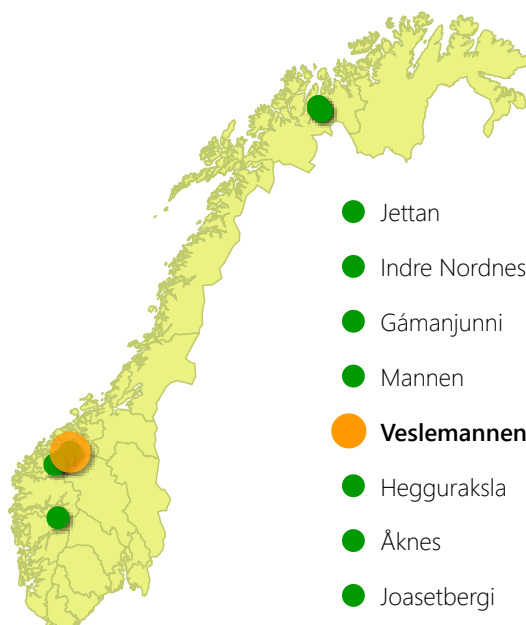 Jettan
Indre Nordnes
Gámanjunni
Mannen
Veslemannen
Hegguraksla
Åknes
Joasetbergi